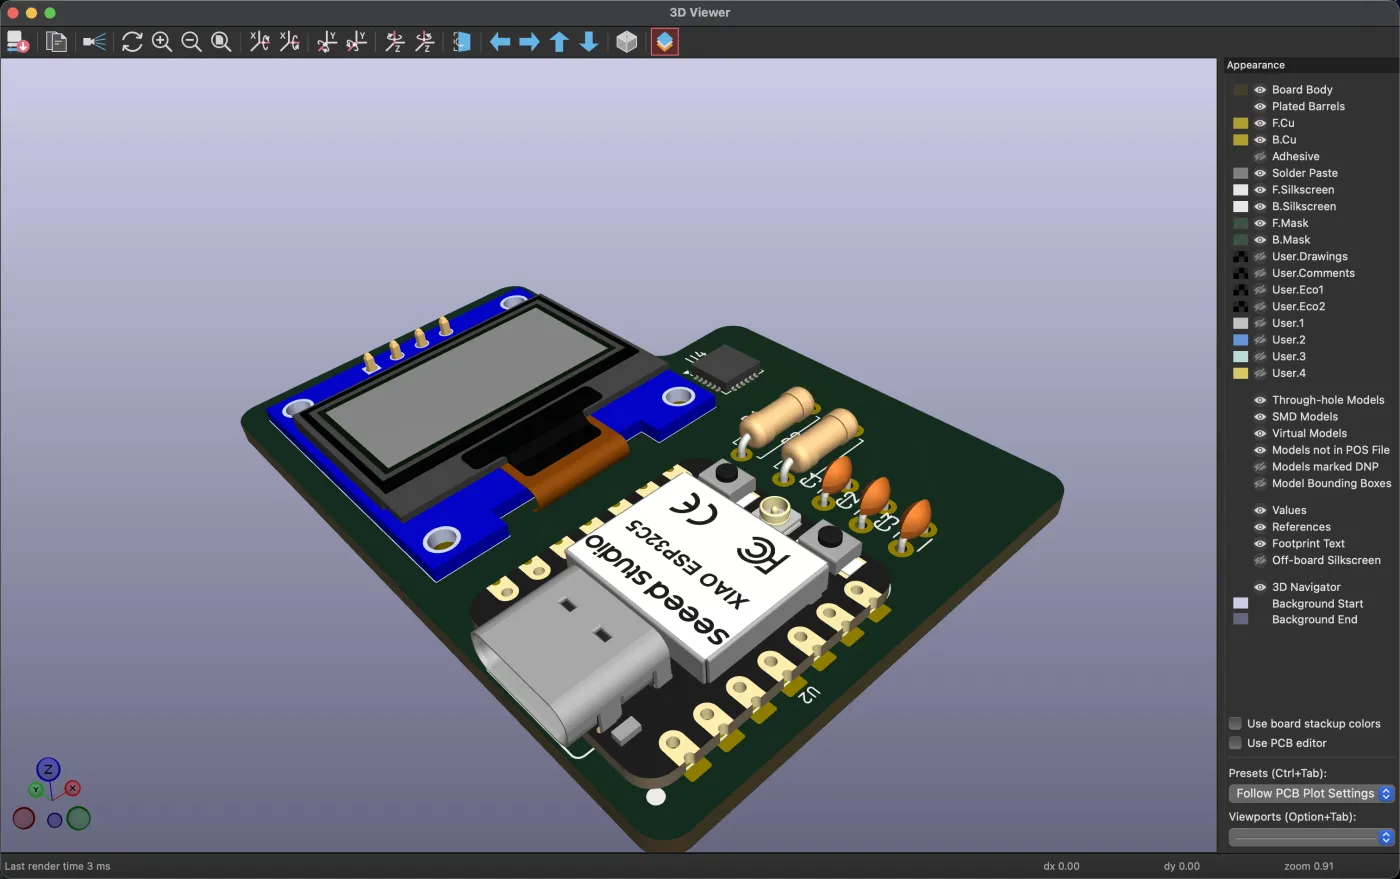 3D Viewer
Appearance
Board Body
Plated Barrels
F.Cu
B.Cu
Adhesive
Solder Paste
F.Silkscreen
B.Silkscreen
F.Mask
B.Mask
User.Drawings
User.Comments
User.Eco1
User.Eco2
User.1
User.2
User.3
User.4
Through-hole Models
SMD Models
Virtual Models
Models not in POS File
Models marked DNP
Model Bounding Boxes
Values
References
Footprint Text
Off-board Silkscreen
3D Navigator
Background Start
Background End
Use board stackup colors
Use PCB editor
Presets (Ctrl+Tab):
Follow PCB Plot Settings
Viewports (Option+Tab):
CE
FC
XIAO ESP32C5
seeed studio
U2
Z
Y
X
Last render time 3 ms
dx 0.00
dy 0.00
zoom 0.91